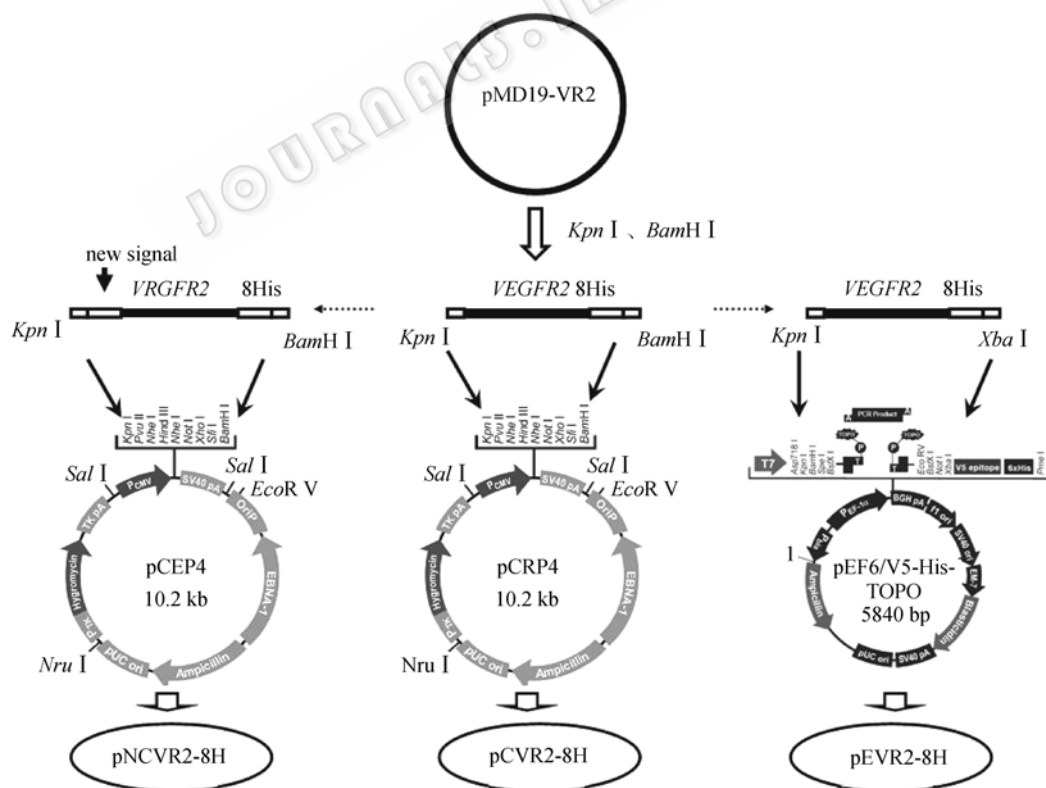 JOURNALS.
pMD19-VR2
Kpn I 、BamH I
new signal
VRGFR2 8His
Kpn I
BamH I
VEGFR2 8His
Kpn I
BamH I
VEGFR2 8His
Kpn I
Xba I
Kpn I
Pvu II
Nhe I
Hind III
Nhe I
Not I
Xho I
Sfi I
BamH I
Sal I
PCMV
SV40 pA
Sal I
EcoR V
TK pA
OriP
Hygromycin
EBNA-1
pCEP4
10.2 kb
PTK
Nru I
pUC ori
Ampicillin
pNCVR2-8H
Kpn I
Pvu II
Nhe I
Hind III
Nhe I
Not I
Xho I
Sfi I
BamH I
Sal I
PCMV
SV40 pA
Sal I
EcoR V
TK pA
OriP
Hygromycin
EBNA-1
pCRP4
10.2 kb
PTK
Nru I
pUC ori
Ampicillin
pCVR2-8H
A PCR Product A
TOPO
TOPO
P
P
T7
Asp718 I
Kpn I
BamH I
Spe I
BstX I
T
T
Eco RV
BstX I
Not I
Xba I
V5 epitope
6xHis
Pme I
PEF-1α
BGH pA
f1 ori
SV40 ori
EM-7
Pbla
1
Ampicillin
Blasticidin
pEF6/V5-His-
TOPO
5840 bp
pUC ori
SV40 pA
pEVR2-8H